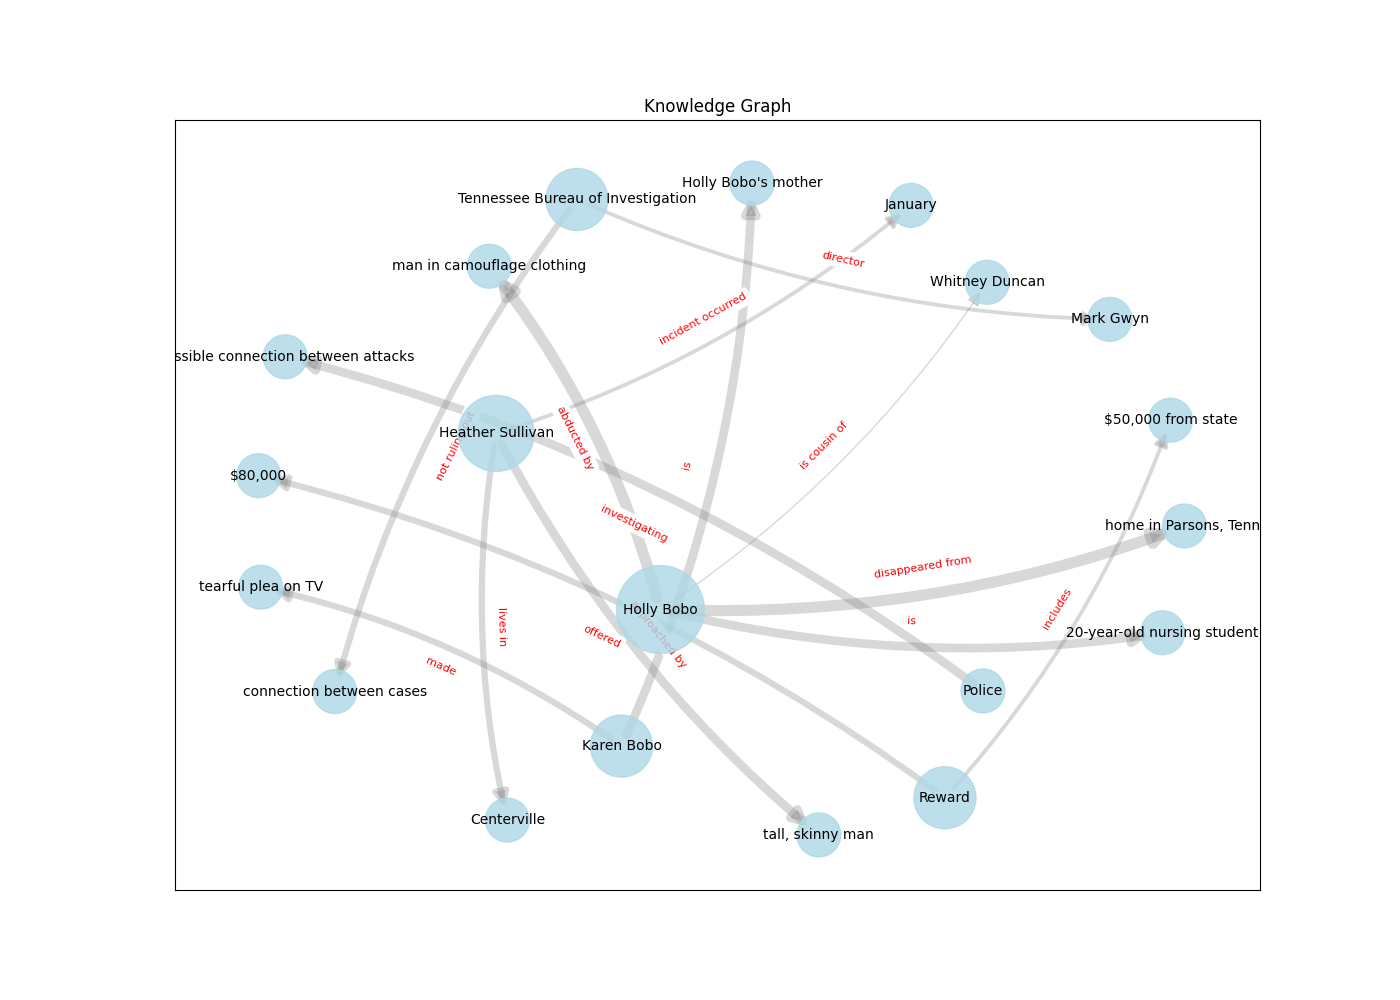 Knowledge Graph
Holly Bobo's mother
Tennessee Bureau of Investigation
January
director
man in camouflage clothing
Whitney Duncan
incident occurred
Mark Gwyn
ssible connection between attacks
$50,000 from state
Heather Sullivan
abducted by
not ruling out
is cousin of
is
$80,000
investigating
home in Parsons, Tenn
disappeared from
tearful plea on TV
Holly Bobo
includes
is
lives in
offered
20-year-old nursing student
by
made
connection between cases
Police
Karen Bobo
Reward
Centerville
tall, skinny man